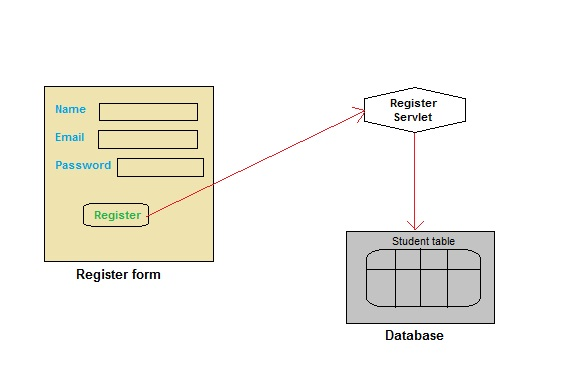 Name
Email
Password
Register
Register form
Register
Servlet
Student table
Database